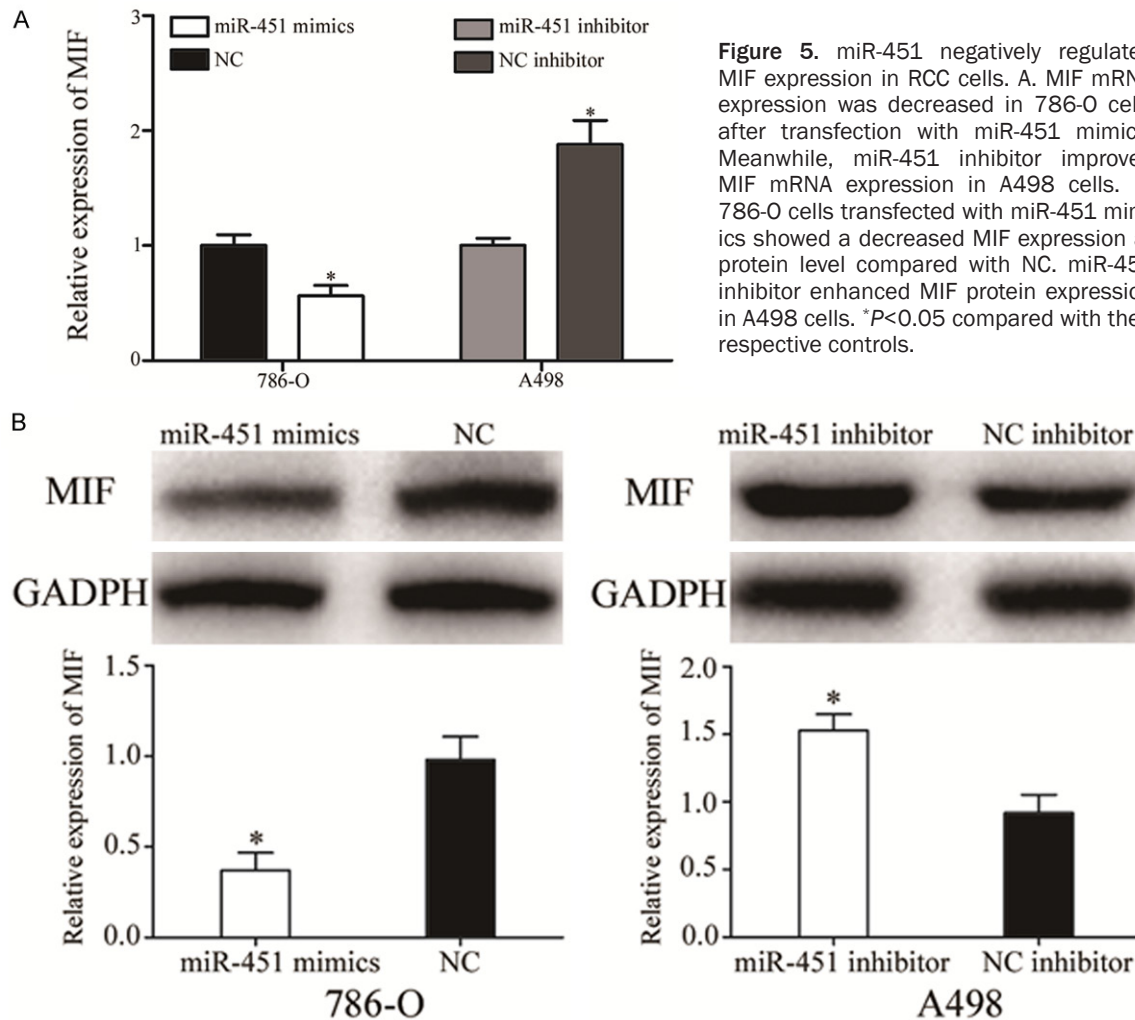 A
Relative expression of MIF
3
2
1
0
miR-451 mimics
NC
miR-451 inhibitor
NC inhibitor
*
*
786-O
A498
Figure 5. miR-451 negatively regulate
MIF expression in RCC cells. A. MIF mRN
expression was decreased in 786-O cel
after transfection with miR-451 mimic
Meanwhile, miR-451 inhibitor improve
MIF mRNA expression in A498 cells.
786-O cells transfected with miR-451 mim
ics showed a decreased MIF expression a
protein level compared with NC. miR-45
inhibitor enhanced MIF protein expressio
in A498 cells. *P<0.05 compared with the
respective controls.
B
miR-451 mimics NC
MIF
GADPH
Relative expression of MIF
1.5
1.0
0.5
0.0
*
miR-451 mimics NC
786-O
miR-451 inhibitor NC inhibitor
MIF
GADPH
Relative expression of MIF
2.0
1.5
1.0
0.5
0.0
*
miR-451 inhibitor NC inhibitor
A498